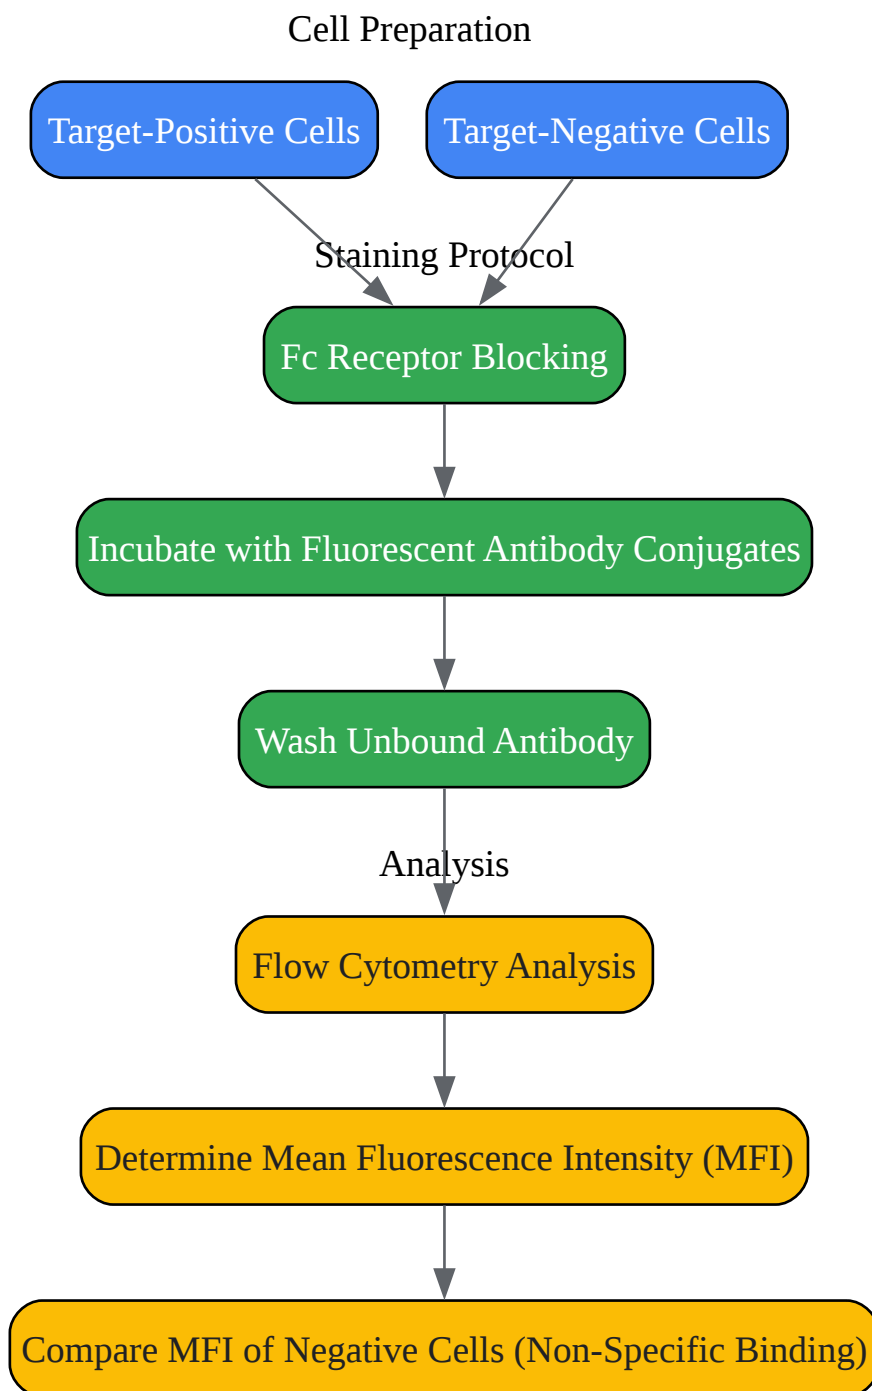 Cell Preparation
Target-Positive Cells
Target-Negative Cells
Staining Protocol
Fc Receptor Blocking
Incubate with Fluorescent Antibody Conjugates
Wash Unbound Antibody
Analysis
Flow Cytometry Analysis
Determine Mean Fluorescence Intensity (MFI)
Compare MFI of Negative Cells (Non-Specific Binding)